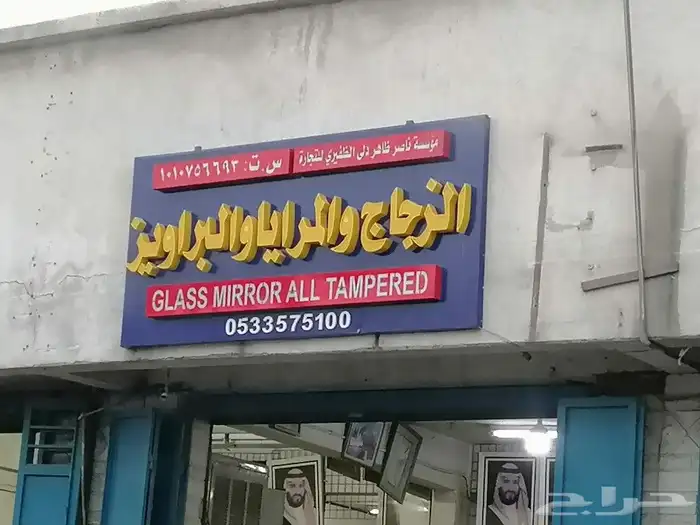 مؤسسة ناصر ظاهر دلي الظفيري للتجارة
س.ت: ١٠١٠٧٥٦٦٩٣
الزجاج والمرايا والبراويز
GLASS MIRROR ALL TAMPERED
0533575100
حراج